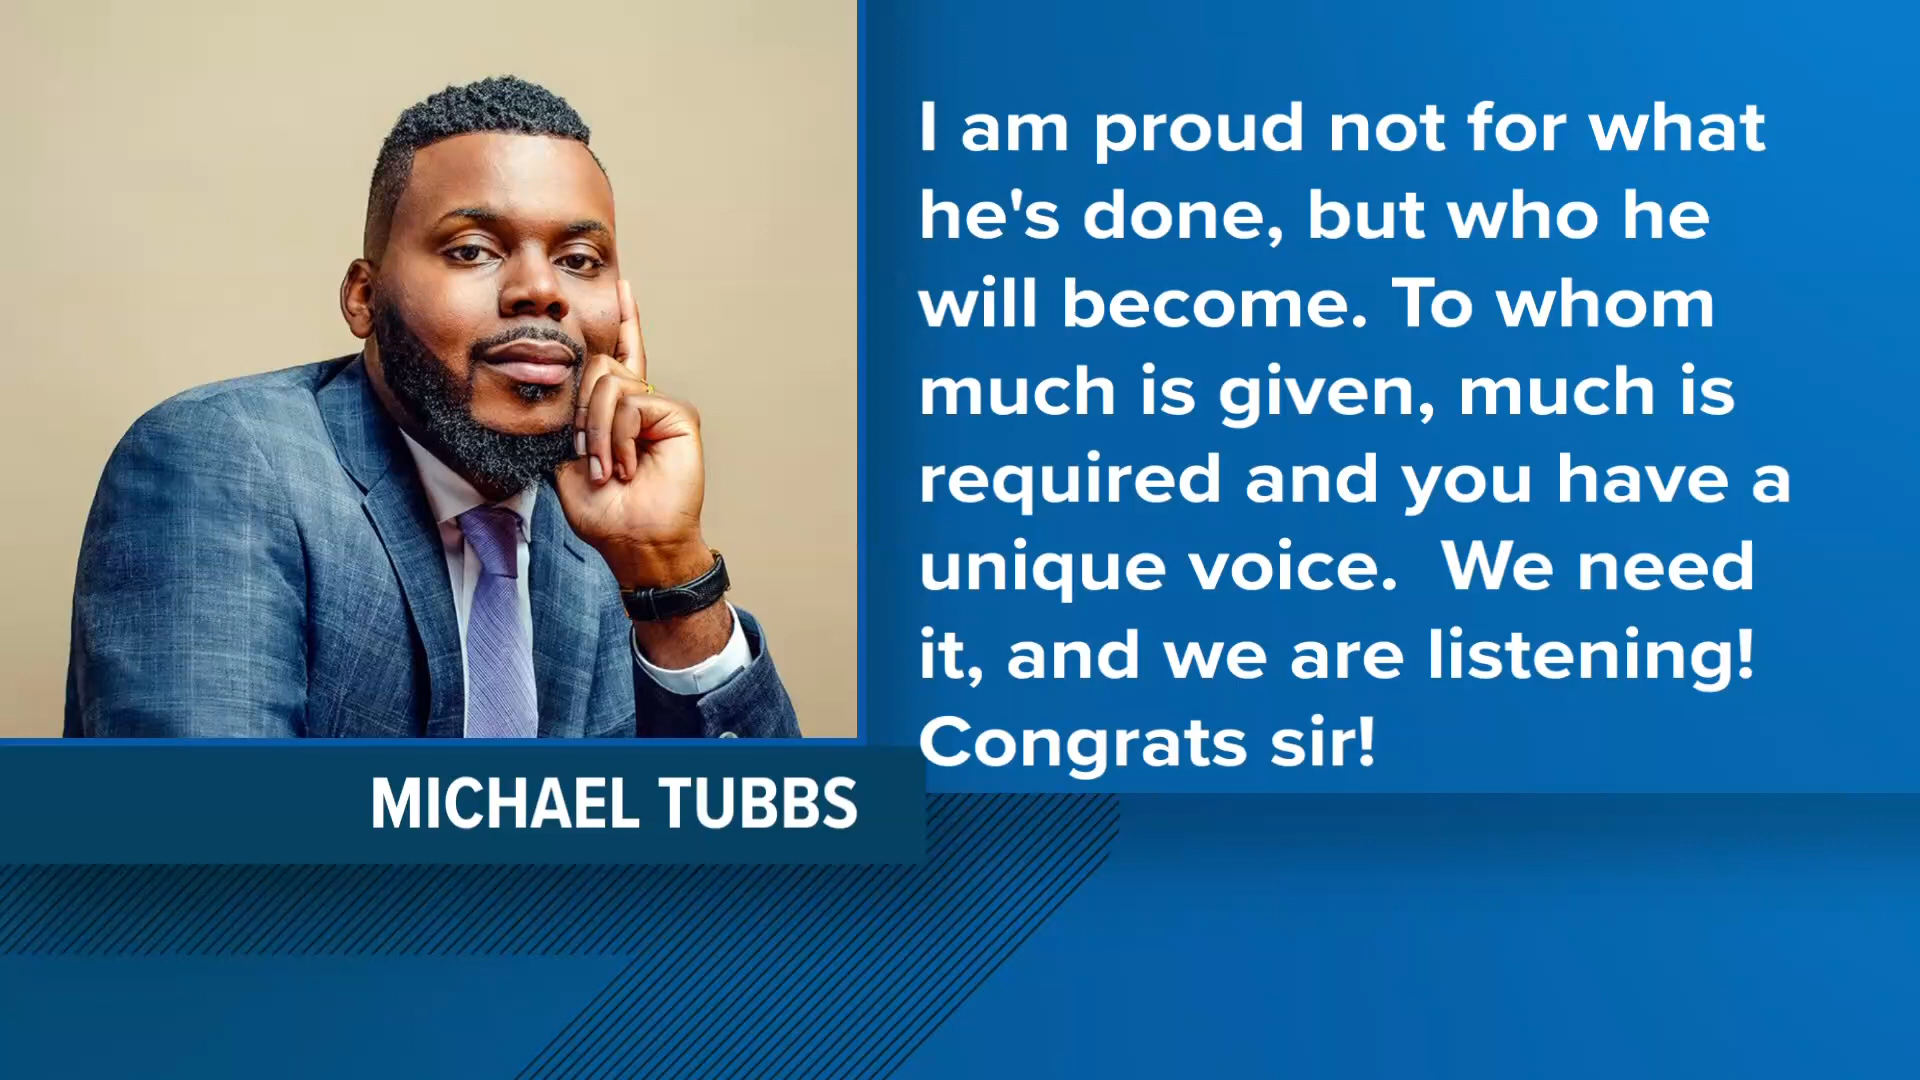 I am proud not for what
he's done, but who he
will become. To whom
much is given, much is
required and you have a
unique voice.  We need
it, and we are listening!
Congrats sir!
MICHAEL TUBBS